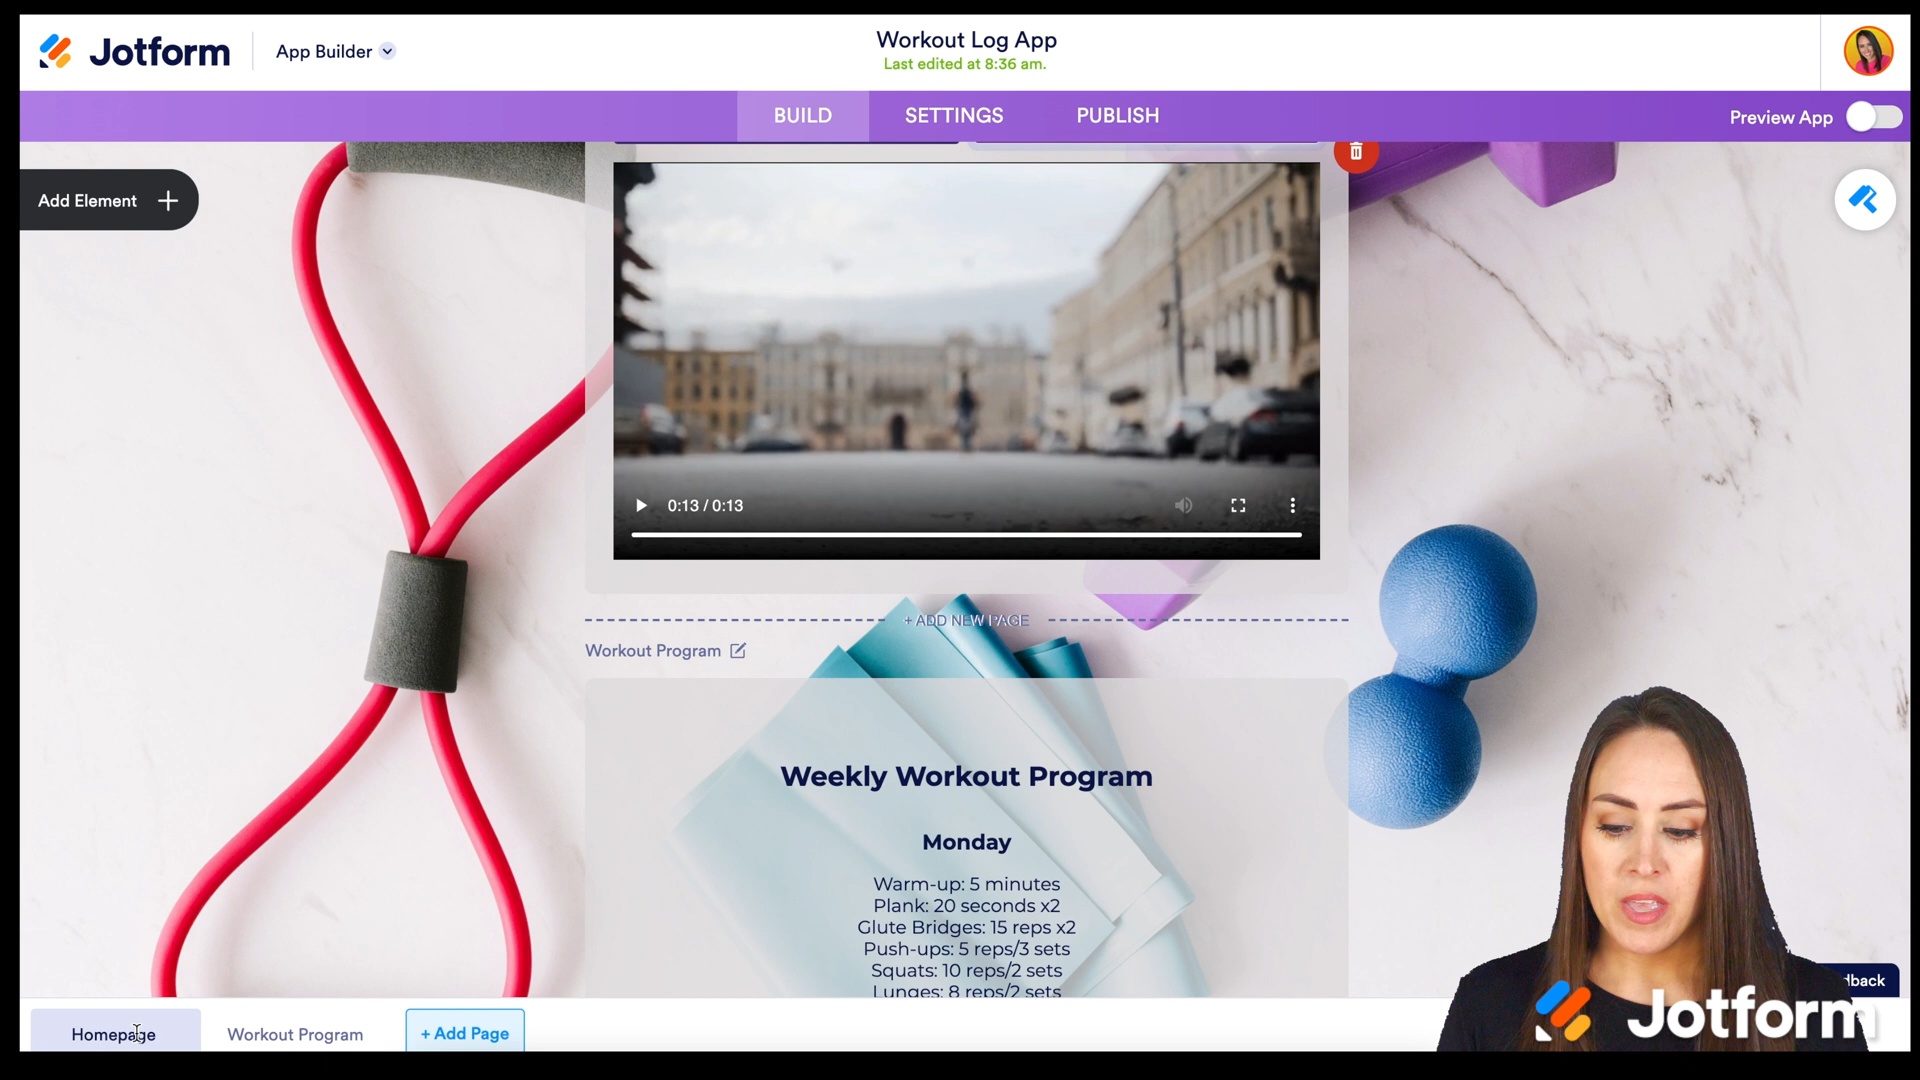 Jotform
App Builder
Workout Log App
Last edited at 8:36 am.
BUILD
SETTINGS
PUBLISH
Preview App
Add Element +
0:13 / 0:13
+ ADD NEW PAGE
Workout Program
Weekly Workout Program
Monday
Warm-up: 5 minutes
Plank: 20 seconds x2
Glute Bridges: 15 reps x2
Push-ups: 5 reps/3 sets
Squats: 10 reps/2 sets
Lunges: 8 reps/2 sets
dback
Homepage
Workout Program
+ Add Page
Jotform